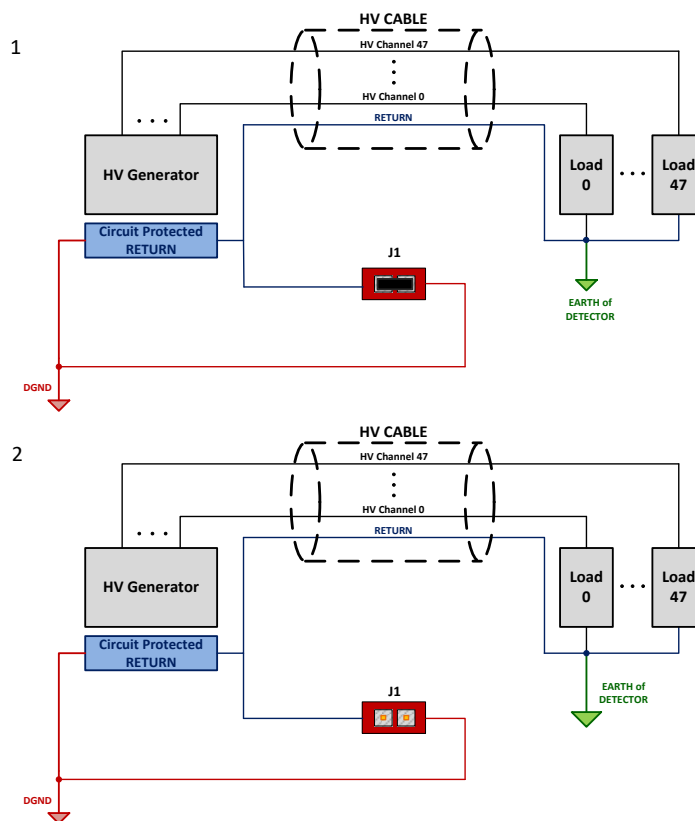 1
HV CABLE
HV Channel 47
HV Channel 0
RETURN
HV Generator
Load
0
Load
47
Circuit Protected
RETURN
J1
EARTH of
DETECTOR
DGND
2
HV CABLE
HV Channel 47
HV Channel 0
RETURN
HV Generator
Load
0
Load
47
Circuit Protected
RETURN
J1
EARTH of
DETECTOR
DGND